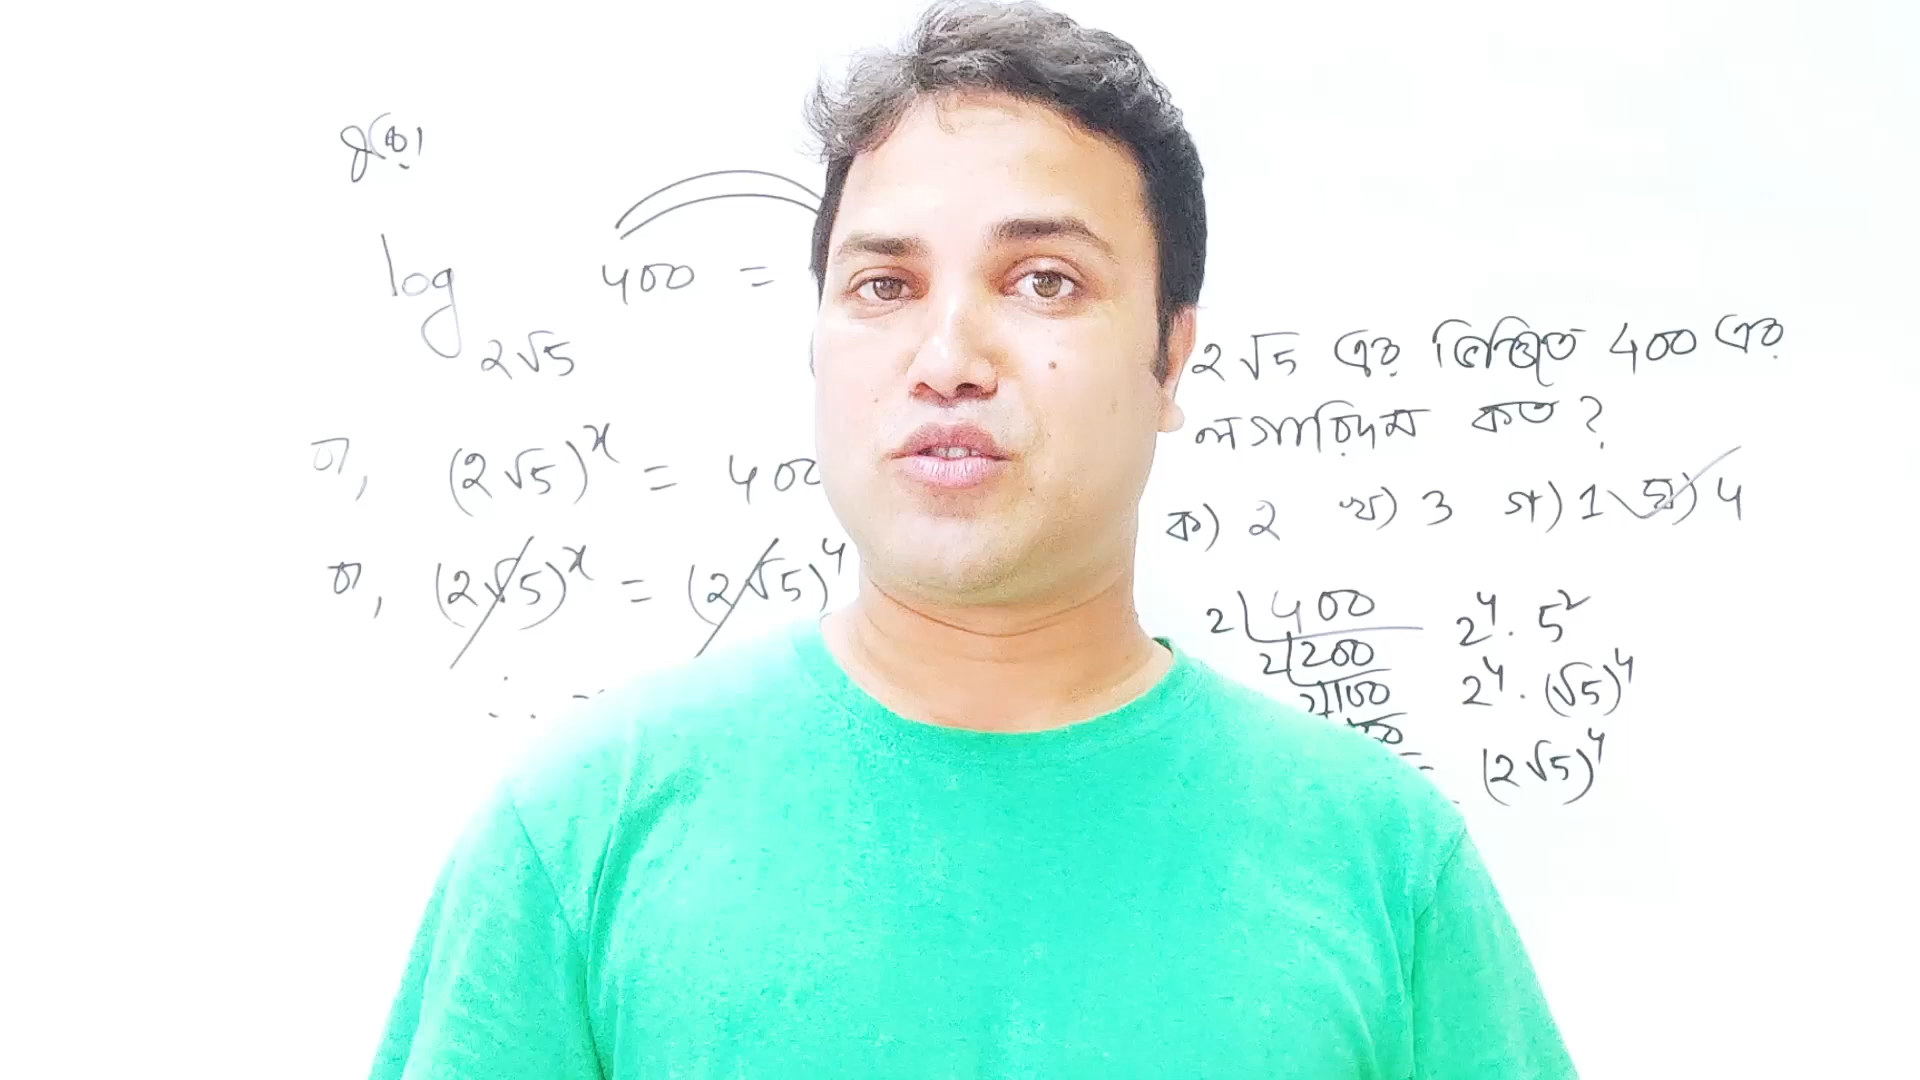 ধরি
log 2√5 400 =
বা, (2√5)^x = 400
বা, (2√5)^x = (2√5)^4
∴
2√5 এর ভিত্তিতে 400 এর
লগারিদম কত?
ক) 2 খ) 3 গ) 1 ঘ) 4
2 | 400
2 | 200
2 | 100
2^4 . 5^2
2^4 . (√5)^4
= (2√5)^4